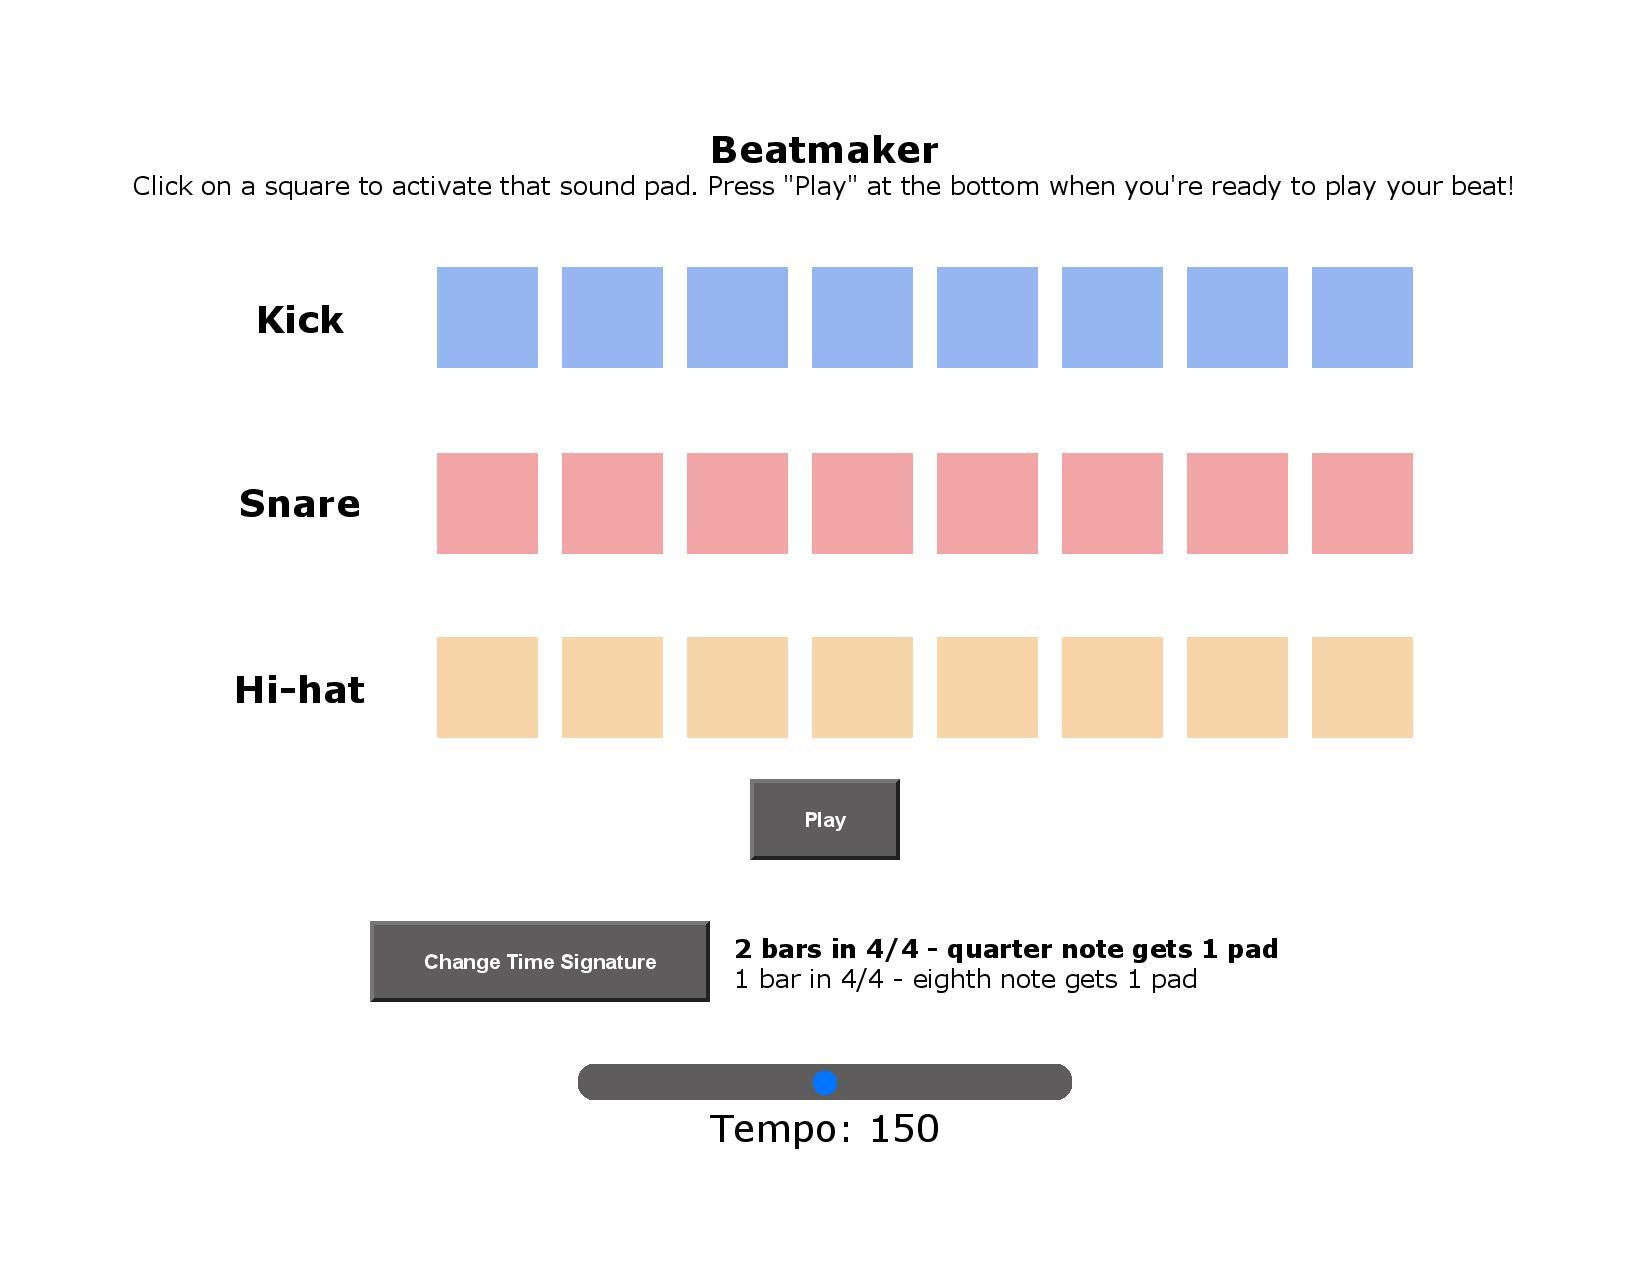 Beatmaker
Click on a square to activate that sound pad. Press "Play" at the bottom when you're ready to play your beat!
Kick
Snare
Hi-hat
Play
Change Time Signature
2 bars in 4/4 - quarter note gets 1 pad
1 bar in 4/4 - eighth note gets 1 pad
Tempo: 150